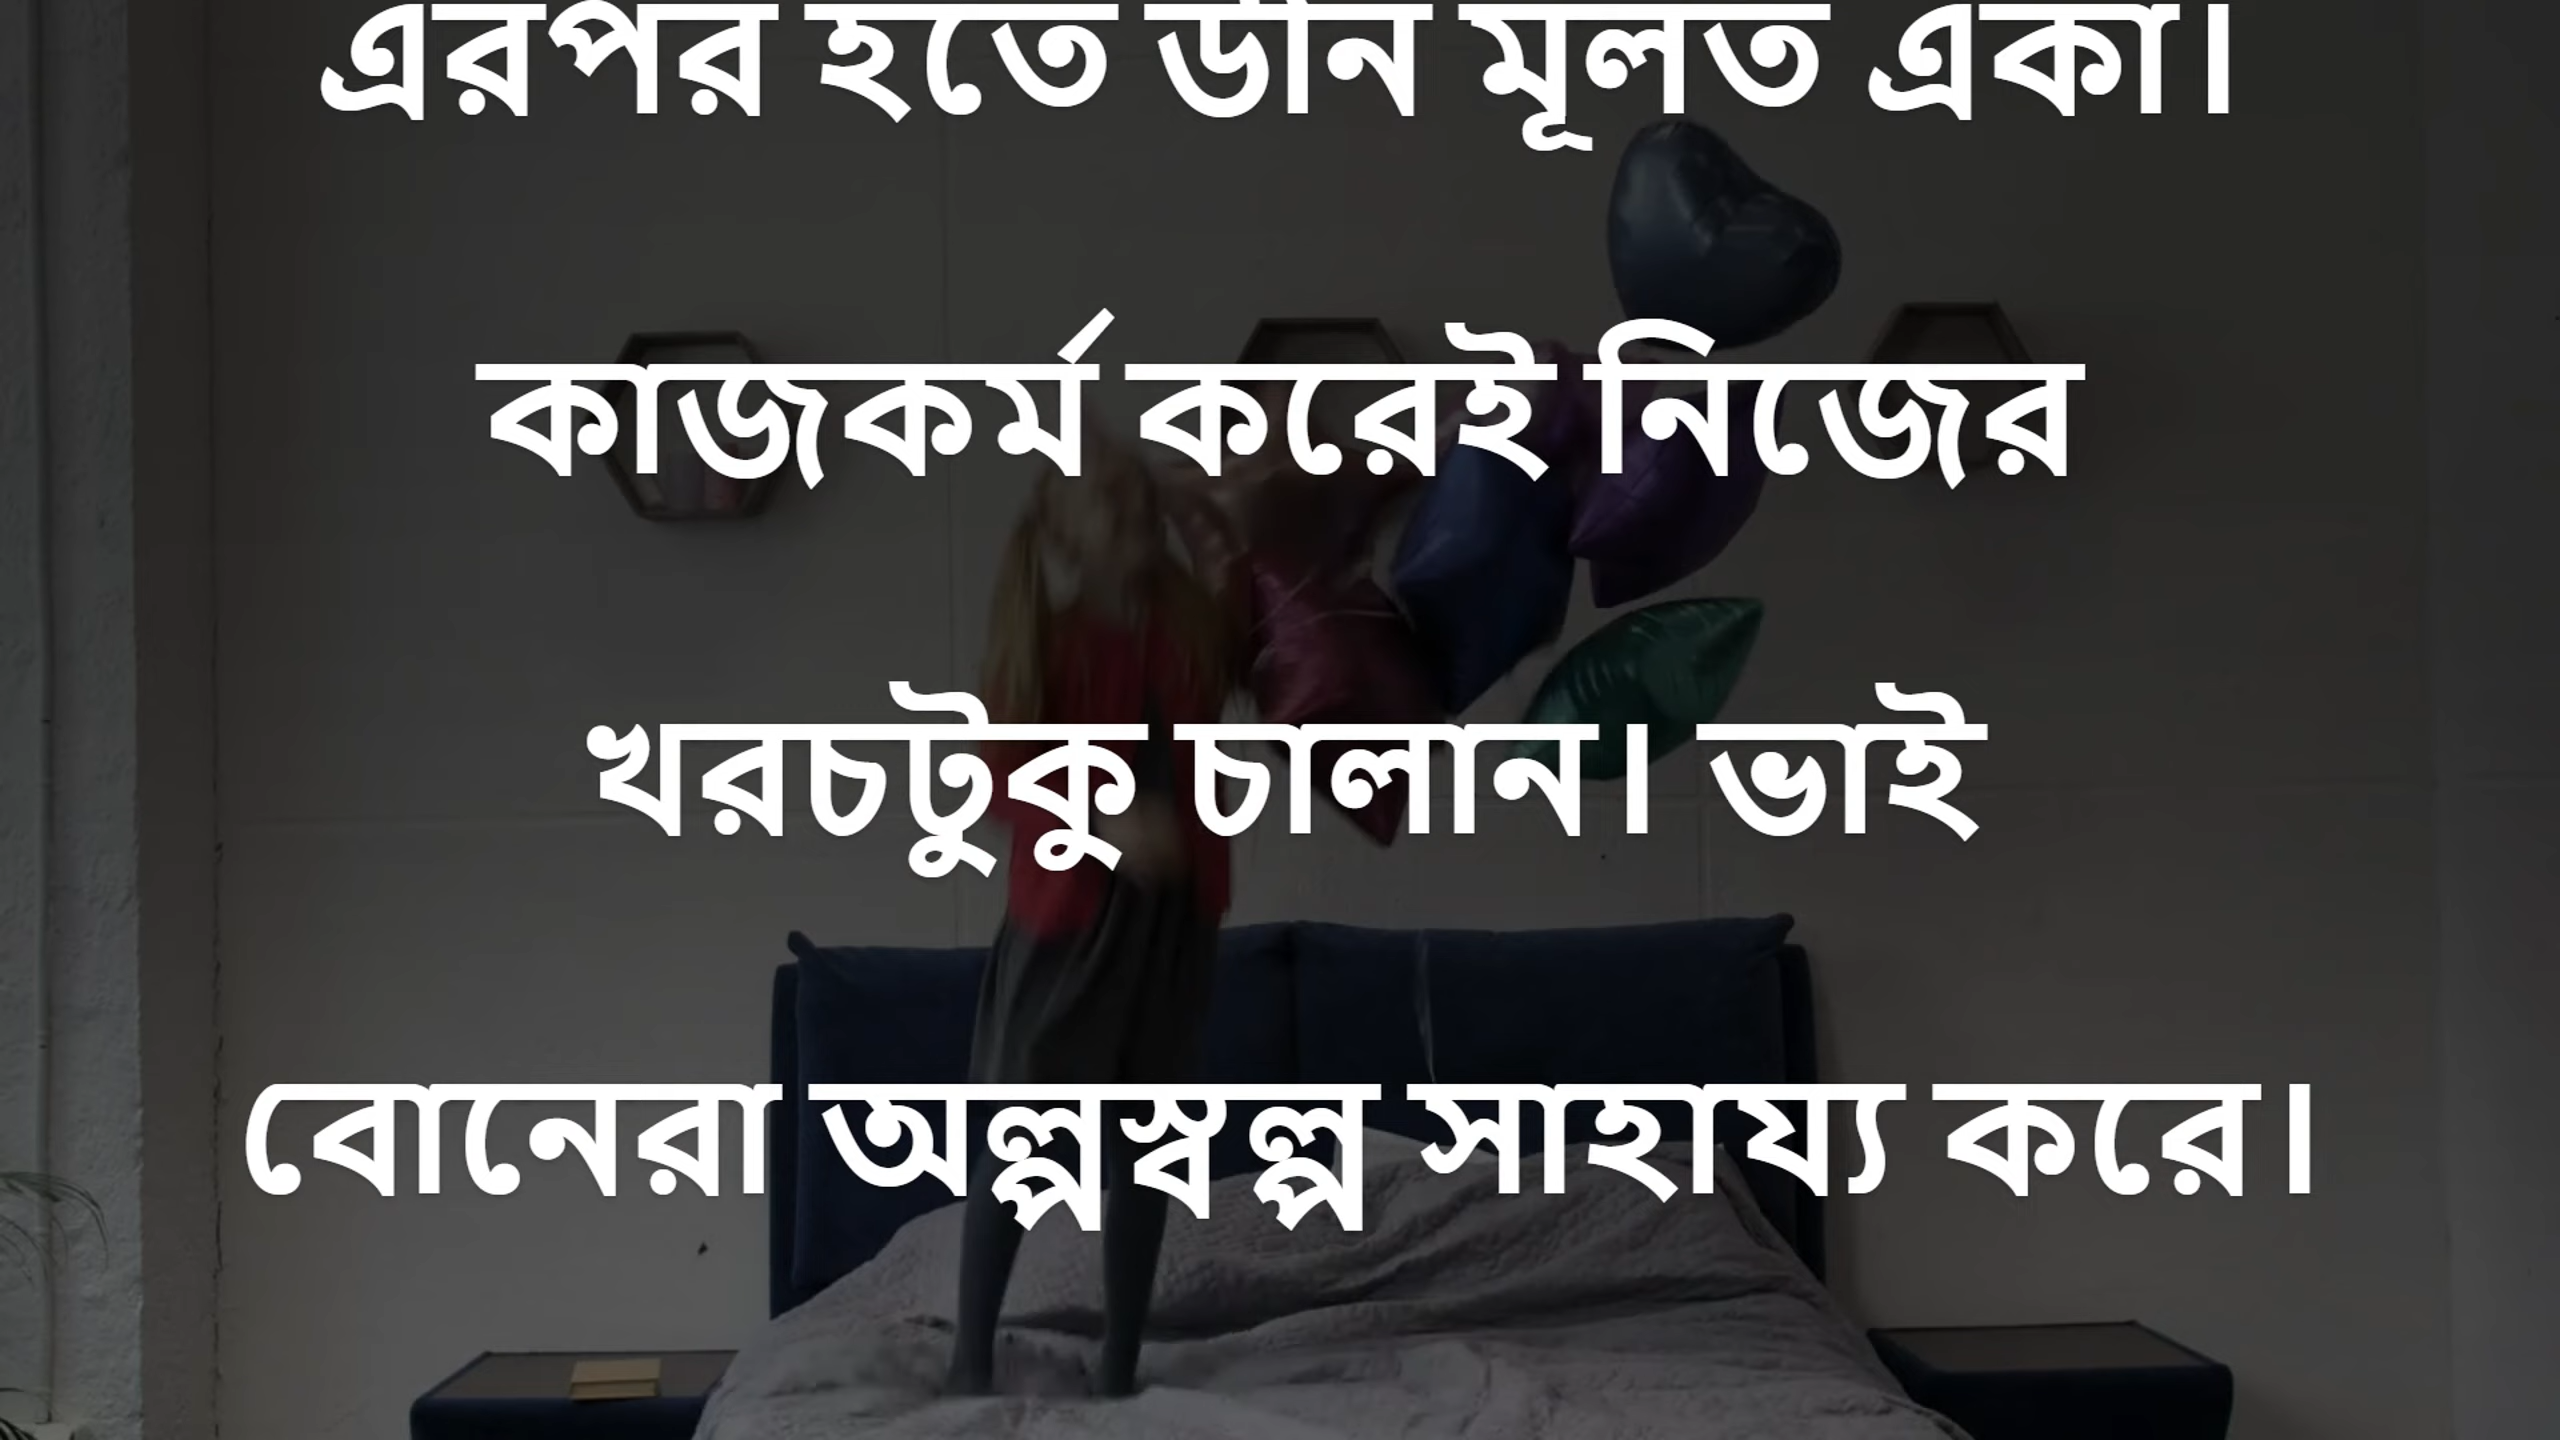 এরপর হতে উনি মূলত একা।
কাজকর্ম করেই নিজের
খরচটুকু চালান। ভাই
বোনেরা অল্পস্বল্প সাহায্য করে।